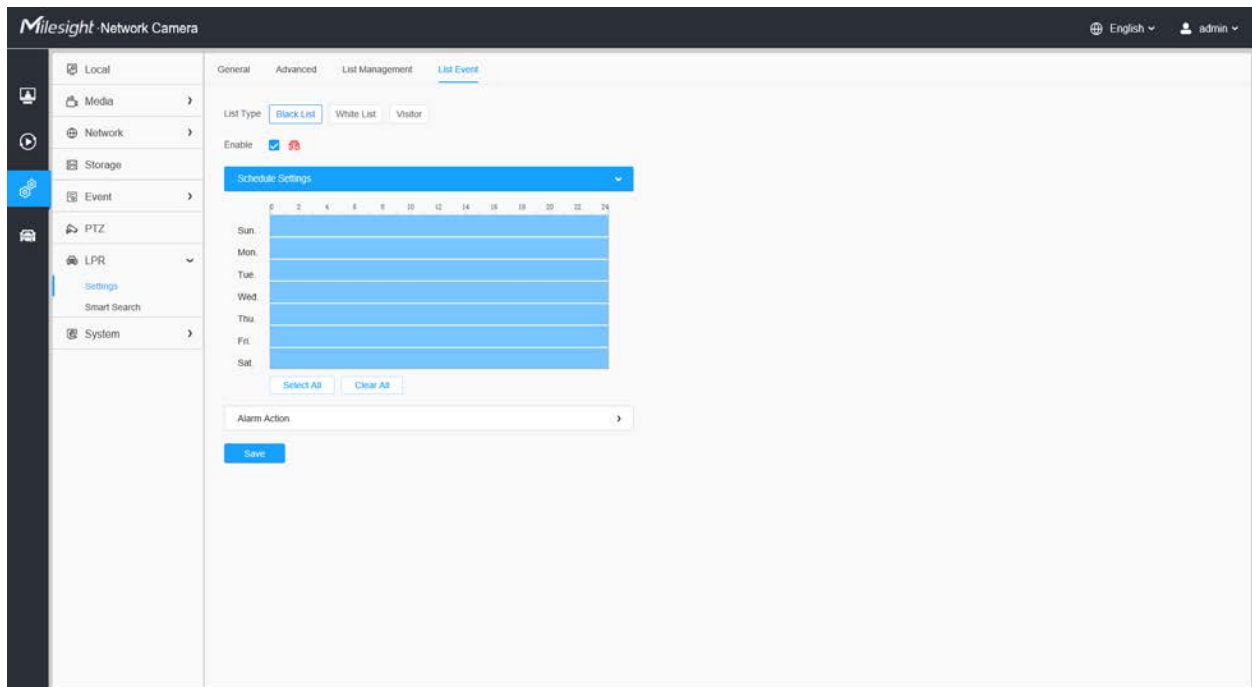 Milesight·Network Camera
English
admin
Local
Media
Network
Storage
Event
PTZ
LPR
Settings
Smart Search
System
General Advanced List Management List Event
List Type Black List White List Visitor
Enable
Schedule Settings
0 2 4 6 8 10 12 14 16 18 20 22 24
Sun.
Mon.
Tue.
Wed.
Thu.
Fri.
Sat.
Select All Clear All
Alarm Action
Save